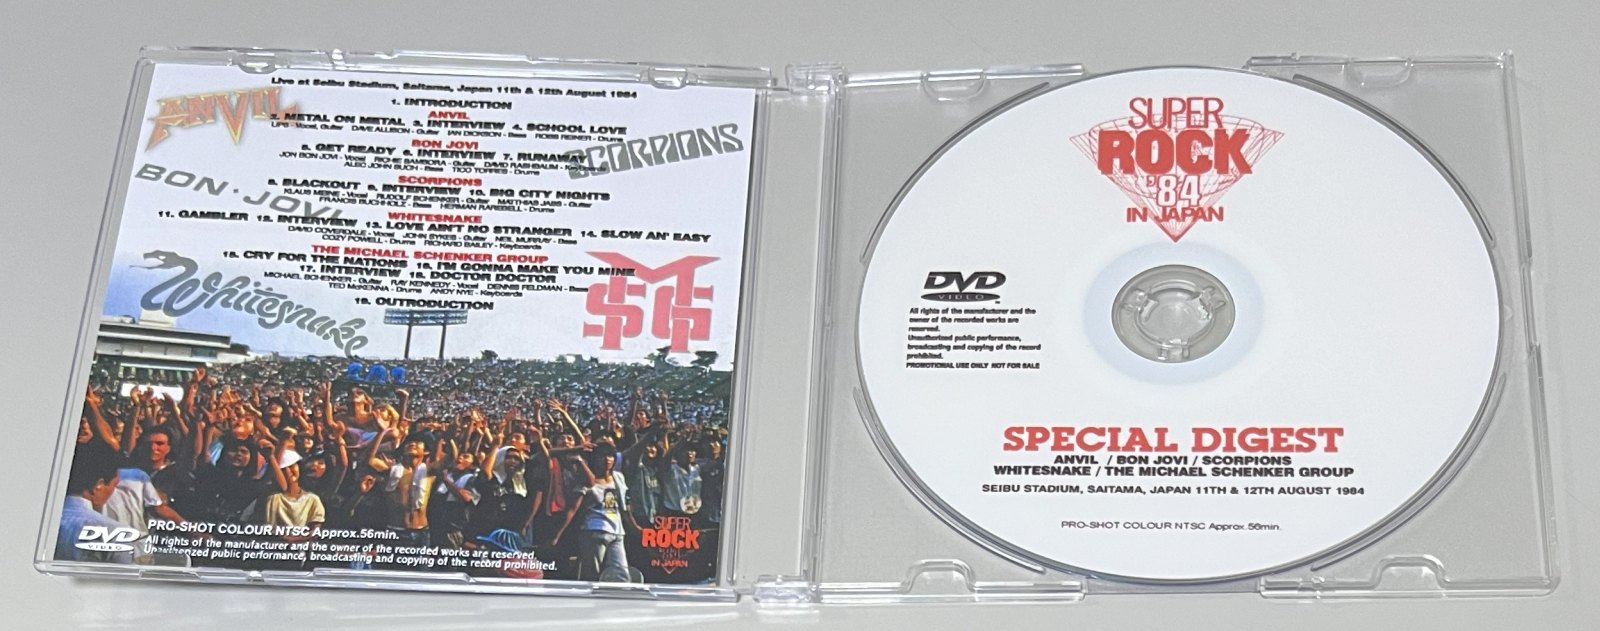 Live at Seibu Stadium, Saitama, Japan 11th & 12th August 1984
1. INTRODUCTION
ANVIL
ANVIL
2. METAL ON METAL 3. INTERVIEW 4. SCHOOL LOVE
LIPS - Vocal, Guitar DAVE ALLISON - Guitar IAN DICKSON - Bass ROBB REINER - Drums
SCORPIONS
BON JOVI
5. GET READY 6. INTERVIEW 7. RUNAWAY
JON BON JOVI - Vocal RICHIE SAMBORA - Guitar DAVID RASHBAUM - Keyboards
ALEC JOHN SUCH - Bass TICO TORRES - Drums
BON·JOVI
SCORPIONS
8. BLACKOUT 9. INTERVIEW 10. BIG CITY NIGHTS
KLAUS MEINE - Vocal RUDOLF SCHENKER - Guitar MATTHIAS JABS - Guitar
FRANCIS BUCHHOLZ - Bass HERMAN RAREBELL - Drums
WHITESNAKE
11. GAMBLER 12. INTERVIEW 13. LOVE AIN'T NO STRANGER 14. SLOW AN' EASY
DAVID COVERDALE - Vocal JOHN SYKES - Guitar NEIL MURRAY - Bass
COZY POWELL - Drums RICHARD BAILEY - Keyboards
THE MICHAEL SCHENKER GROUP
15. CRY FOR THE NATIONS 16. I'M GONNA MAKE YOU MINE
17. INTERVIEW 18. DOCTOR DOCTOR
MICHAEL SCHENKER - Guitar RAY KENNEDY - Vocal DENNIS FELDMAN - Bass
TED McKENNA - Drums ANDY NYE - Keyboards
19. OUTRODUCTION
Whitesnake
MSG
DVD
VIDEO
PRO-SHOT COLOUR NTSC Approx.56min.
All rights of the manufacturer and the owner of the recorded works are reserved.
Unauthorized public performance, broadcasting and copying of the record prohibited.
SUPER
ROCK
'84
IN JAPAN
SUPER
ROCK
'84
IN JAPAN
DVD
VIDEO
All rights of the manufacturer and the
owner of the recorded works are
reserved.
Unauthorized public performance,
broadcasting and copying of the record
prohibited.
PROMOTIONAL USE ONLY NOT FOR SALE
SPECIAL DIGEST
ANVIL / BON JOVI / SCORPIONS
WHITESNAKE / THE MICHAEL SCHENKER GROUP
SEIBU STADIUM, SAITAMA, JAPAN 11TH & 12TH AUGUST 1984
PRO-SHOT COLOUR NTSC Approx.56min.